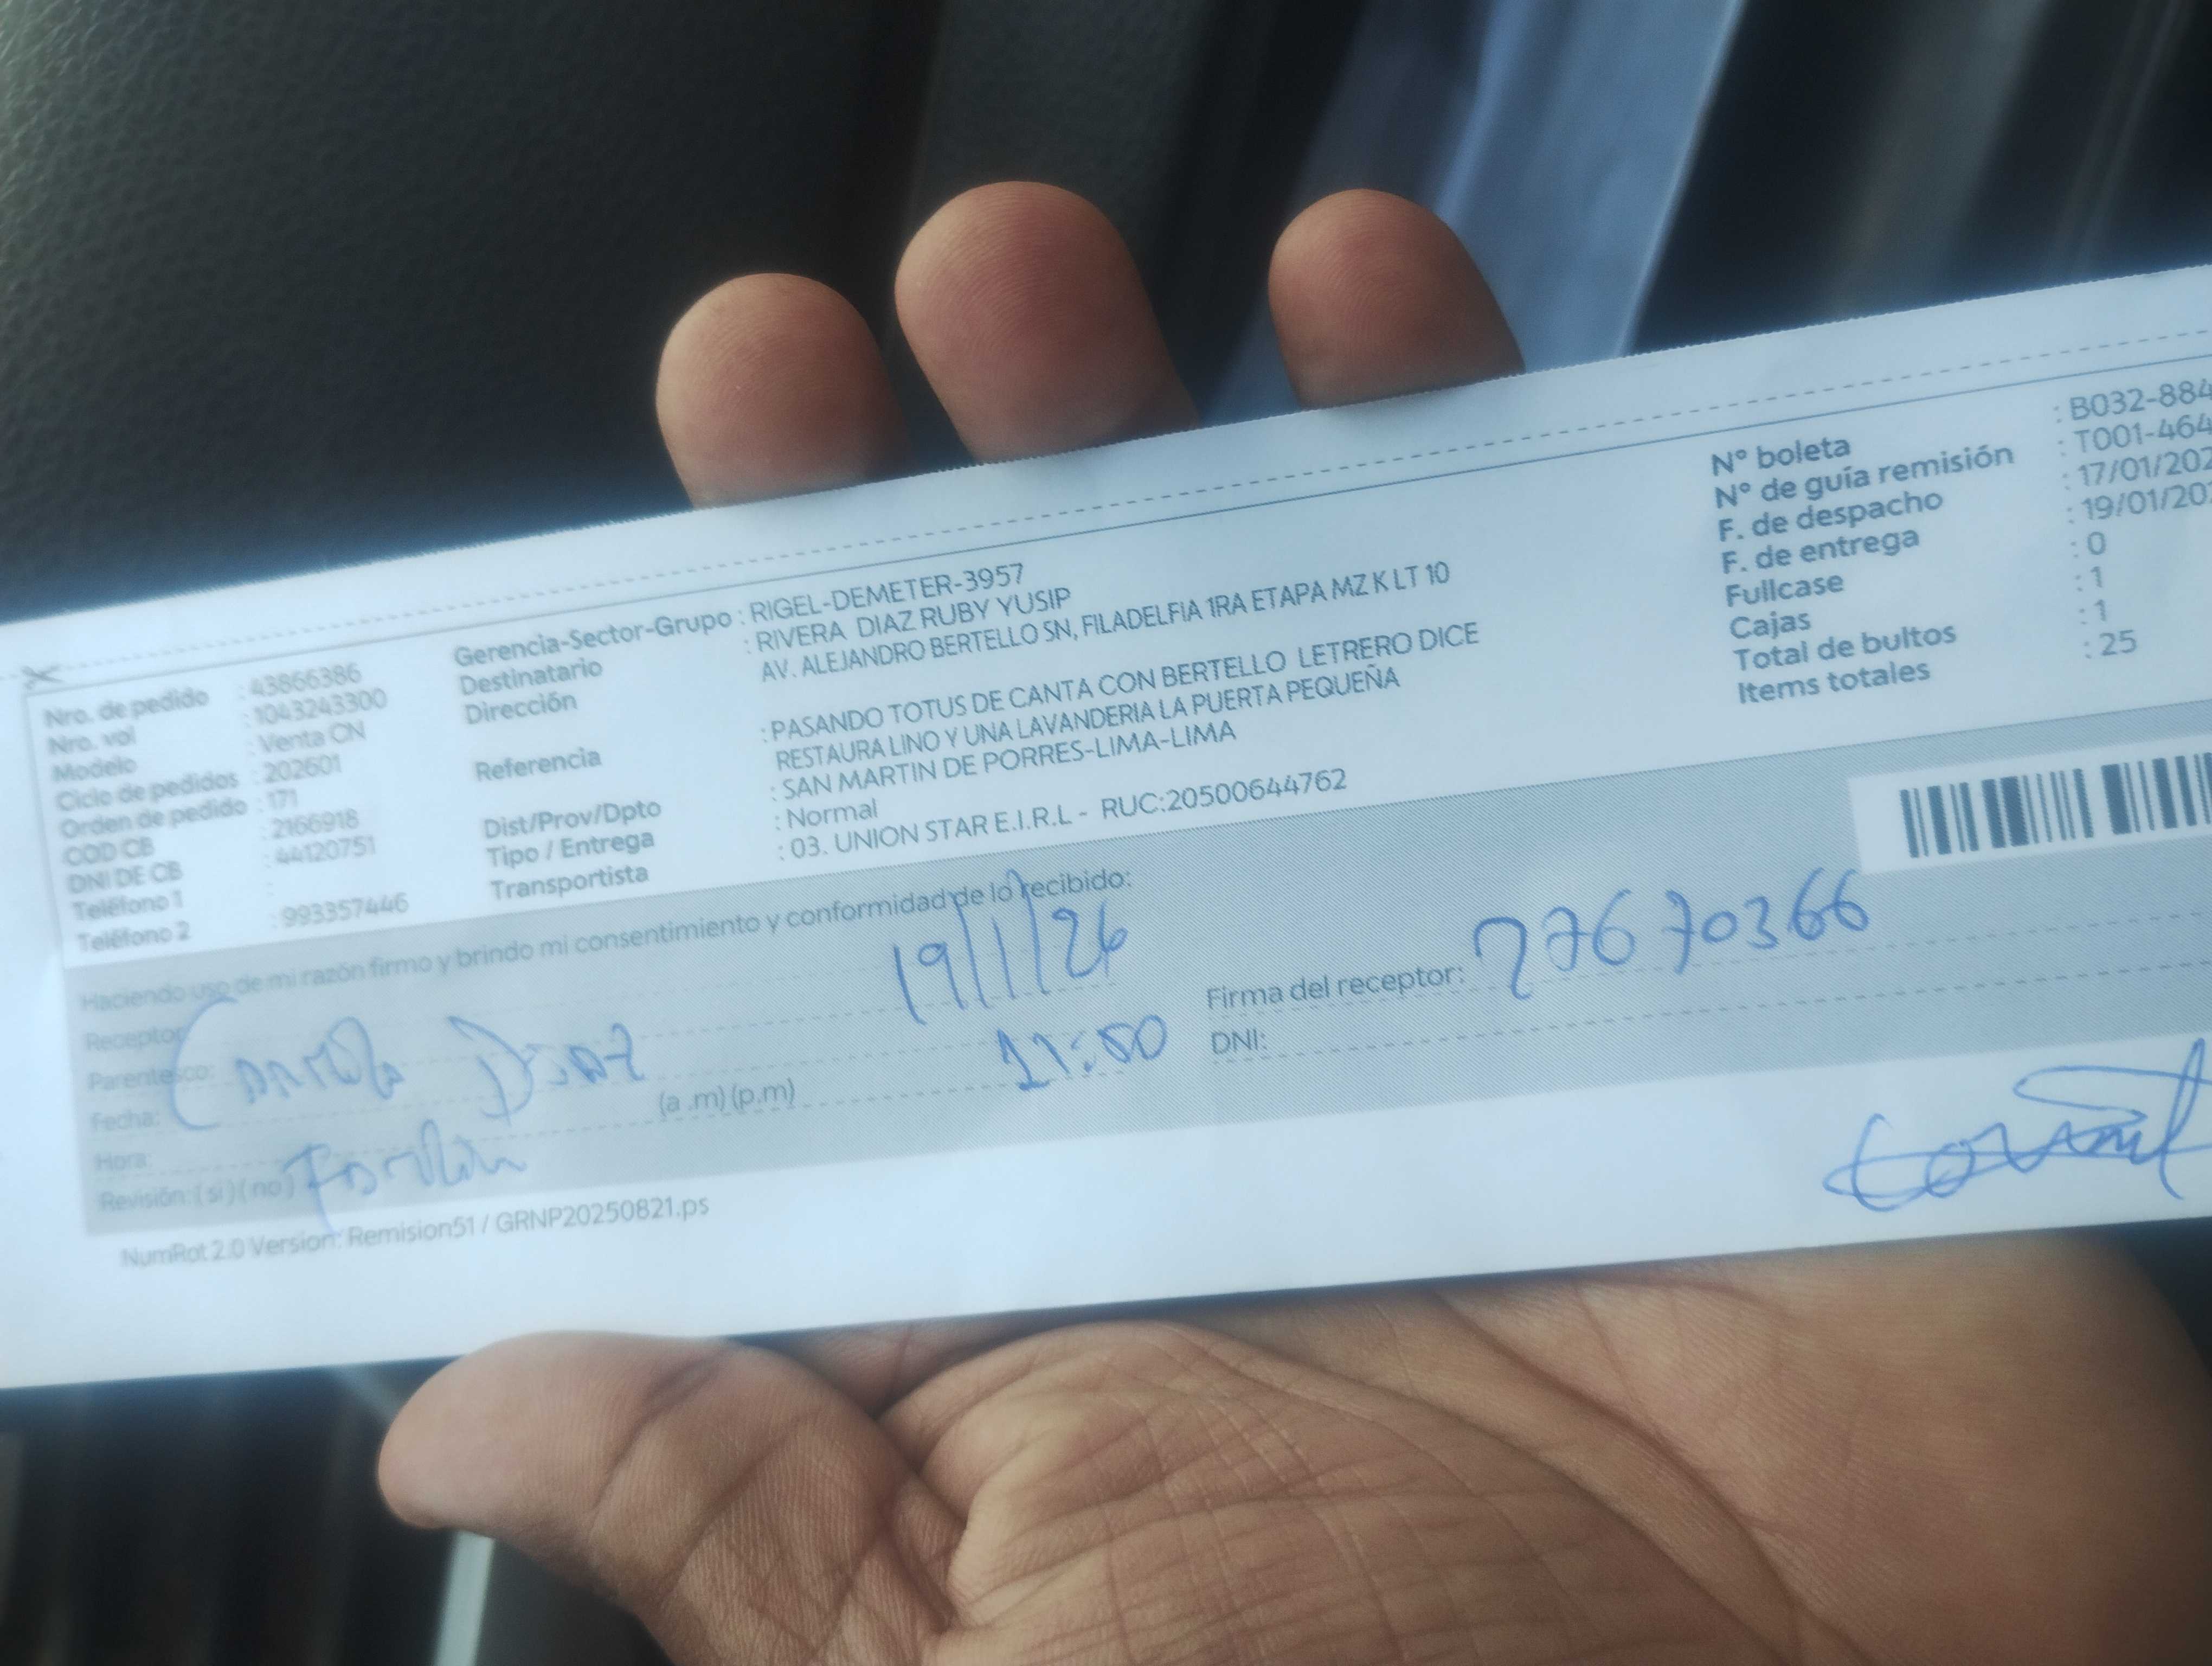 Nro. de pedido : 43866386
Nro. vol : 1043243300
Modelo : Venta CN
Ciclo de pedidos : 202601
Orden de pedido : 171
COD CB : 2166918
DNI DE CB : 44120751
Teléfono 1 :
Teléfono 2 : 993357446
Gerencia-Sector-Grupo : RIGEL-DEMETER-3957
Destinatario : RIVERA DIAZ RUBY YUSIP
Dirección AV. ALEJANDRO BERTELLO SN, FILADELFIA 1RA ETAPA MZ K LT 10
Referencia : PASANDO TOTUS DE CANTA CON BERTELLO LETRERO DICE
RESTAURA LINO Y UNA LAVANDERIA LA PUERTA PEQUEÑA
Dist/Prov/Dpto : SAN MARTIN DE PORRES-LIMA-LIMA
Tipo / Entrega : Normal
Transportista : 03. UNION STAR E.I.R.L - RUC:20500644762
N° boleta : B032-884
N° de guía remisión : T001-464
F. de despacho : 17/01/202
F. de entrega : 19/01/20
Fullcase : 0
Cajas : 1
Total de bultos : 1
Items totales : 25
Haciendo uso de mi razón firmo y brindo mi consentimiento y conformidad de lo recibido:
Receptor: 19/1/26
Parentesco: Diaz
Fecha:
Hora: (a .m) (p.m) 11:50
Revisión: ( si ) ( no )
Firma del receptor: 77670366
DNI:
NumRot 2.0 Version: Remision51 / GRNP20250821.ps